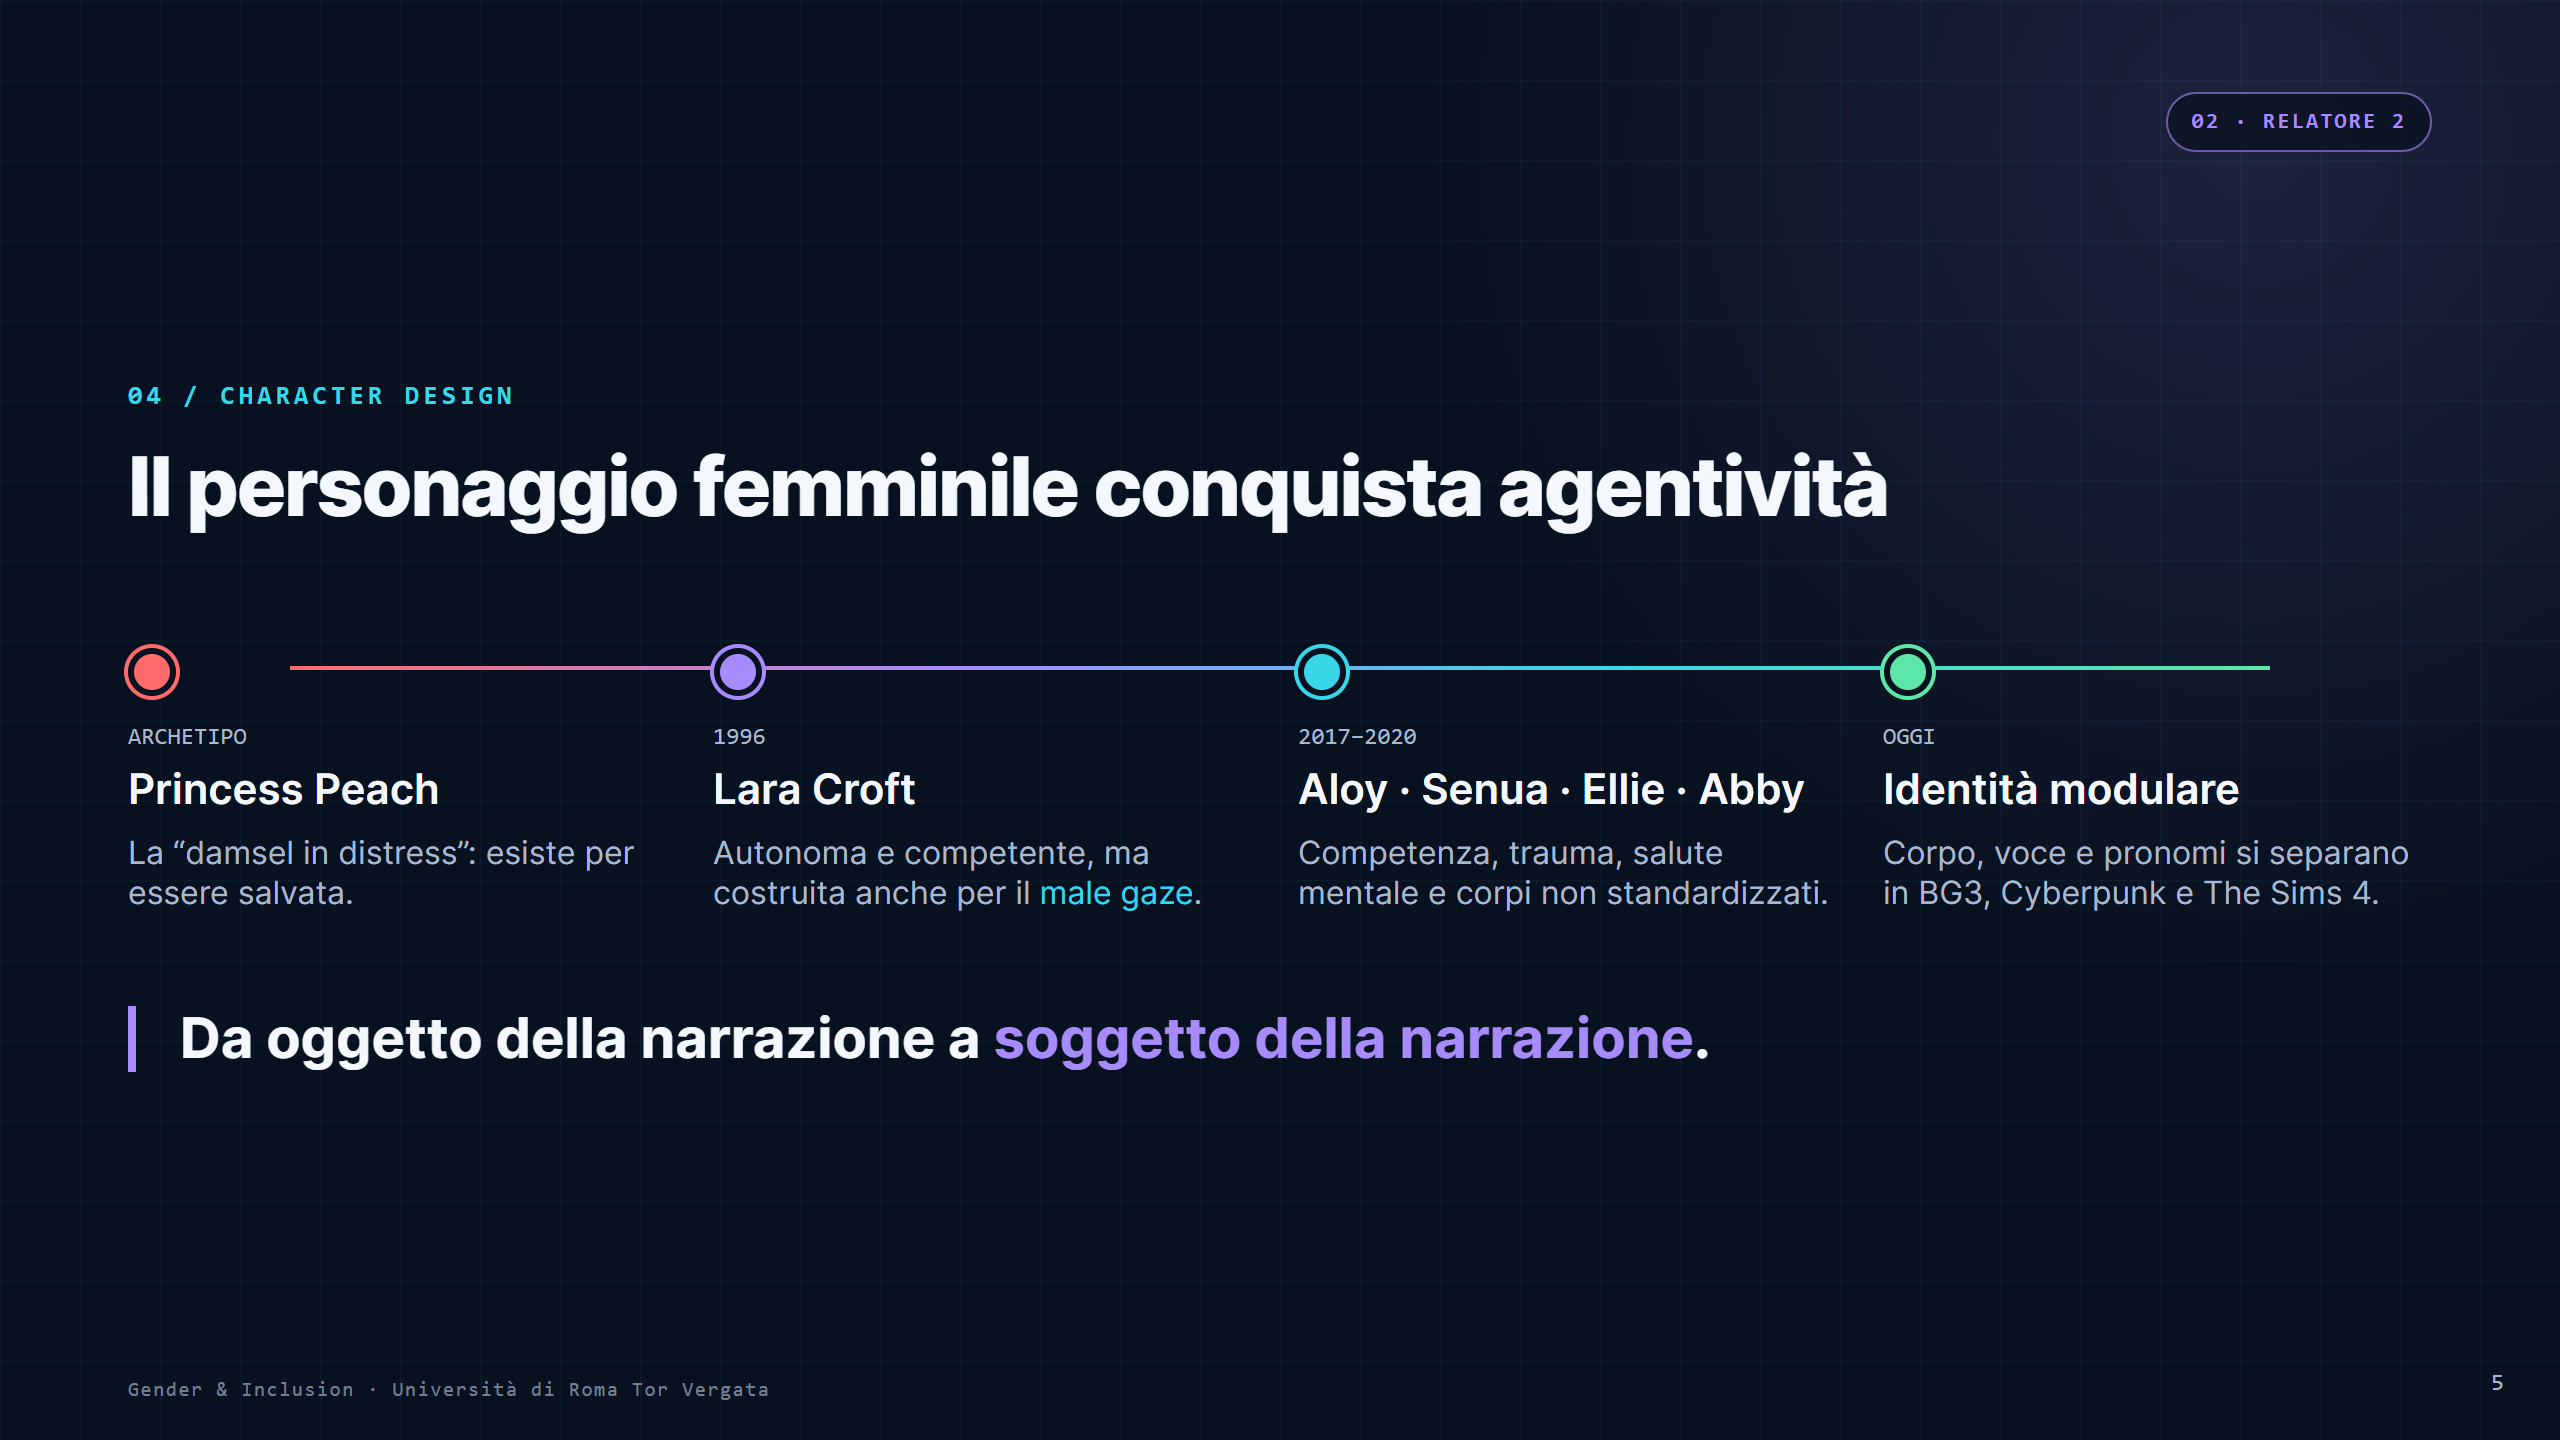 02 · RELATORE 2
04 / CHARACTER DESIGN
Il personaggio femminile conquista agentività
ARCHETIPO
Princess Peach
La “damsel in distress”: esiste per
essere salvata.
1996
Lara Croft
Autonoma e competente, ma
costruita anche per il male gaze.
2017–2020
Aloy · Senua · Ellie · Abby
Competenza, trauma, salute
mentale e corpi non standardizzati.
OGGI
Identità modulare
Corpo, voce e pronomi si separano
in BG3, Cyberpunk e The Sims 4.
Da oggetto della narrazione a soggetto della narrazione.
Gender & Inclusion · Università di Roma Tor Vergata
5